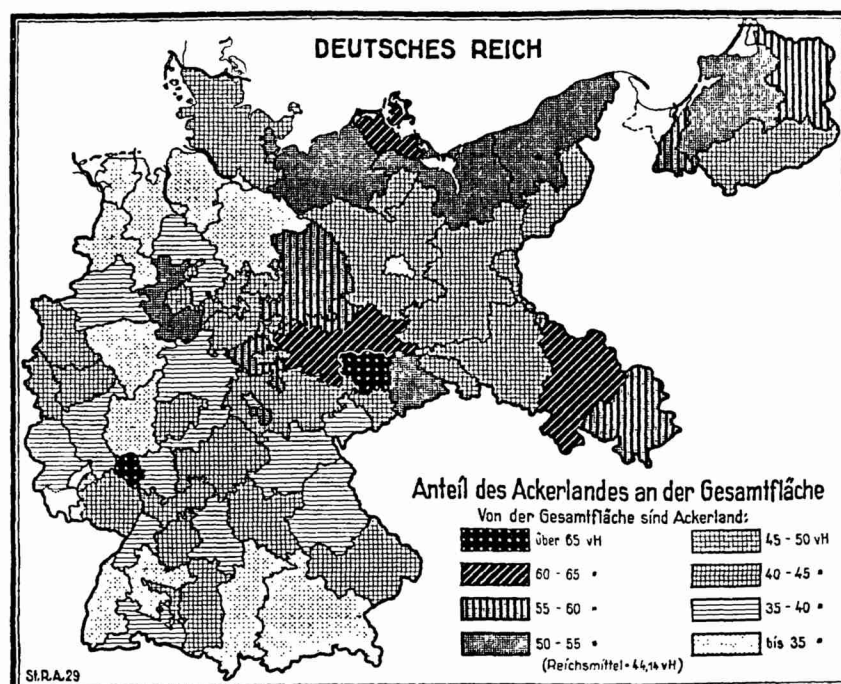 DEUTSCHES REICH
Anteil des Ackerlandes an der Gesamtfläche
Von der Gesamtfläche sind Ackerland:
über 65 vH
60 - 65 "
55 - 60 "
50 - 55 "
45 - 50 vH
40 - 45 "
35 - 40 "
bis 35 "
(Reichsmittel = 44,14 vH)
St.R.A.29